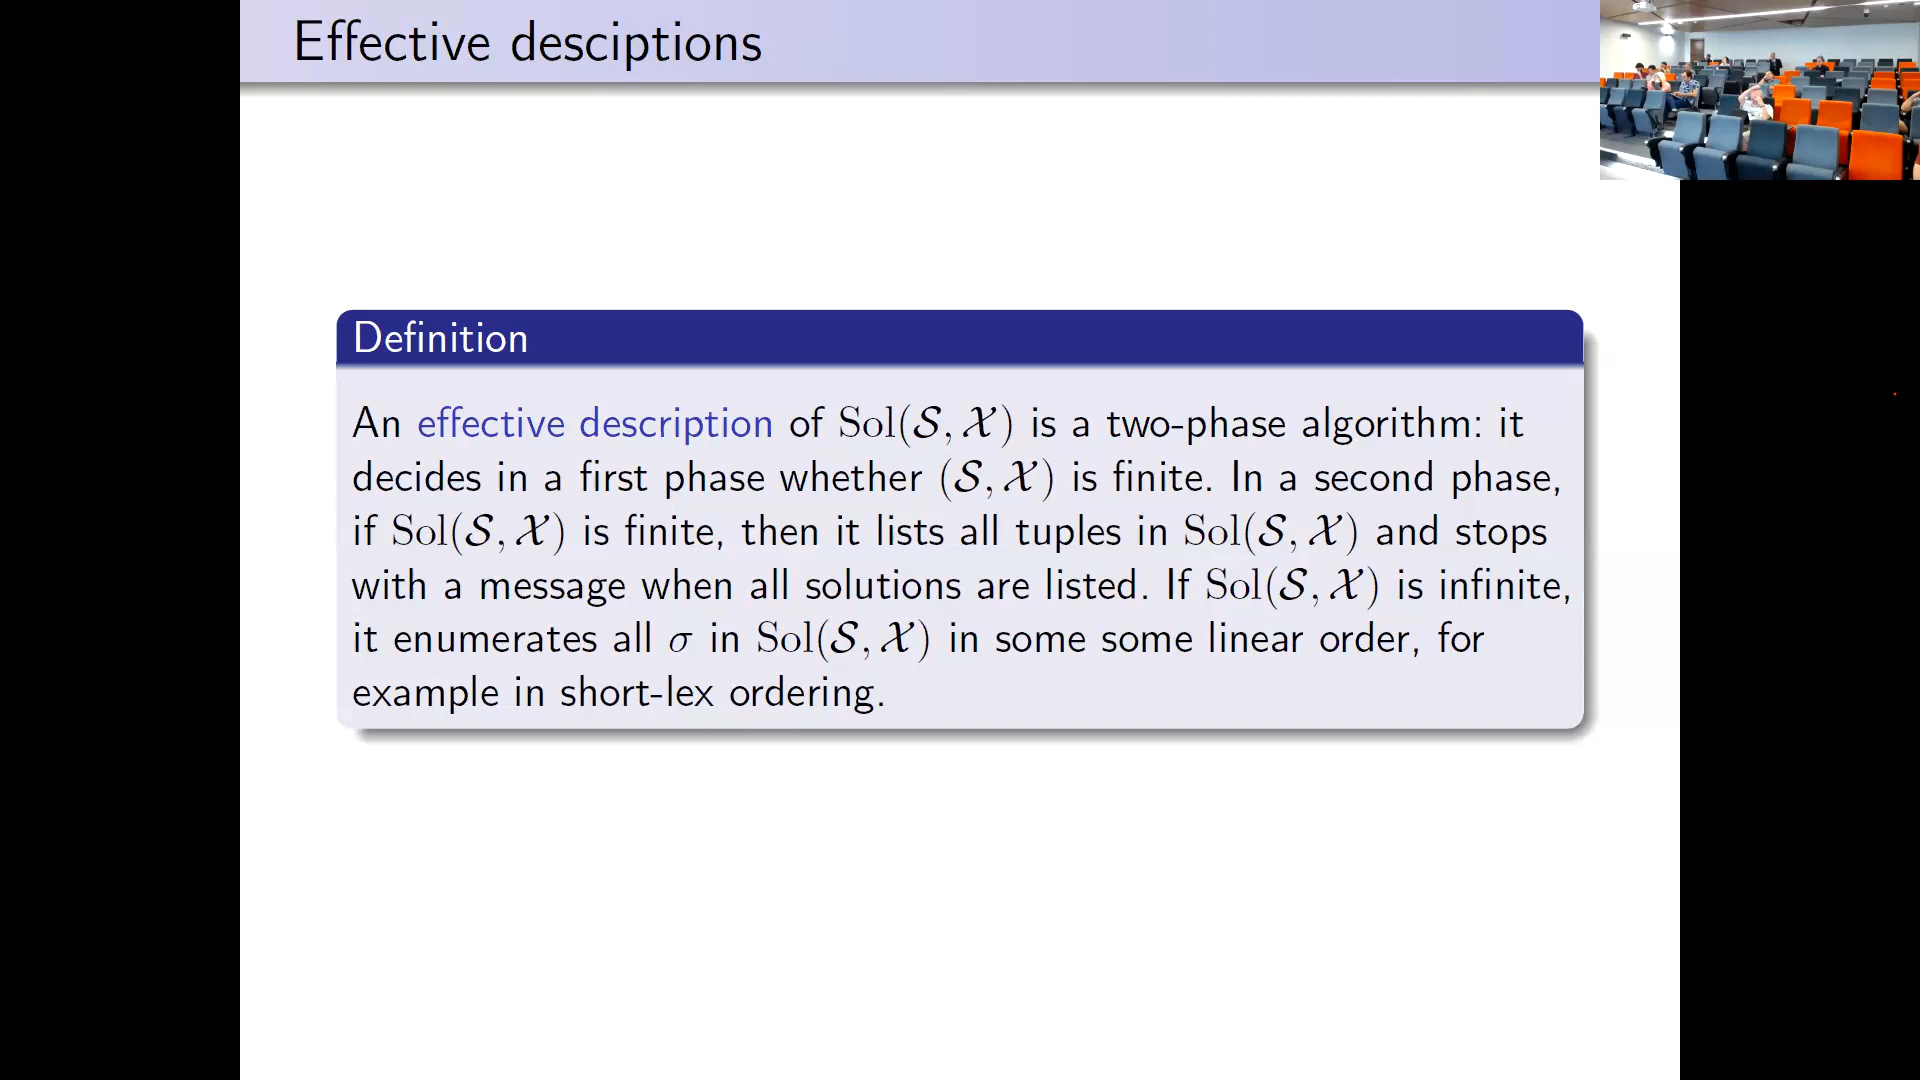 Effective desciptions
Definition
An effective description of Sol(𝒮, 𝒳) is a two-phase algorithm: it
decides in a first phase whether (𝒮, 𝒳) is finite. In a second phase,
if Sol(𝒮, 𝒳) is finite, then it lists all tuples in Sol(𝒮, 𝒳) and stops
with a message when all solutions are listed. If Sol(𝒮, 𝒳) is infinite,
it enumerates all σ in Sol(𝒮, 𝒳) in some some linear order, for
example in short-lex ordering.